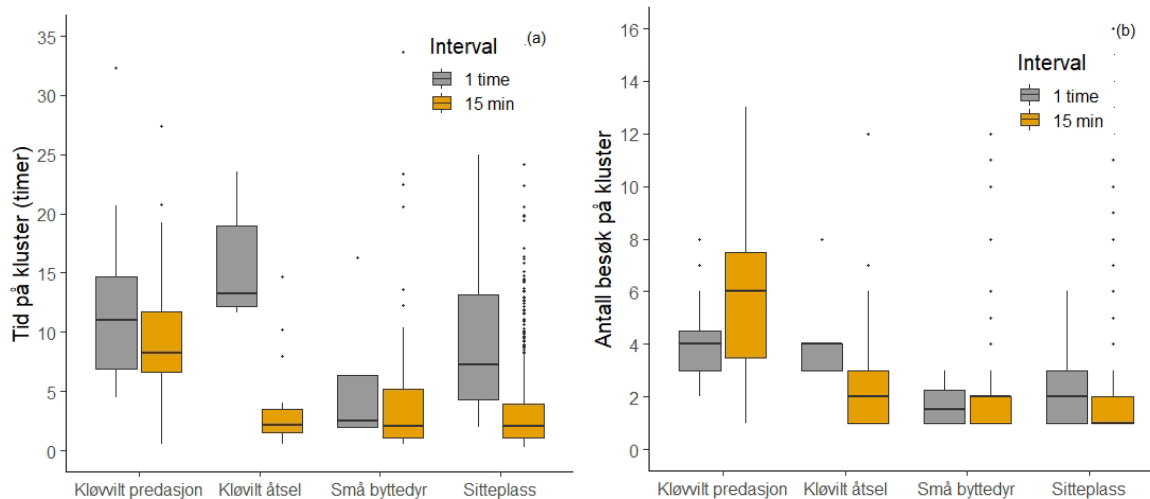 (a)
Interval
1 time
15 min
Tid på kluster (timer)
35
30
25
20
15
10
5
0
Kløvvilt predasjon
Kløvilt åtsel
Små byttedyr
Sitteplass
(b)
Interval
1 time
15 min
Antall besøk på kluster
16
14
12
10
8
6
4
2
0
Kløvvilt predasjon
Kløvilt åtsel
Små byttedyr
Sitteplass